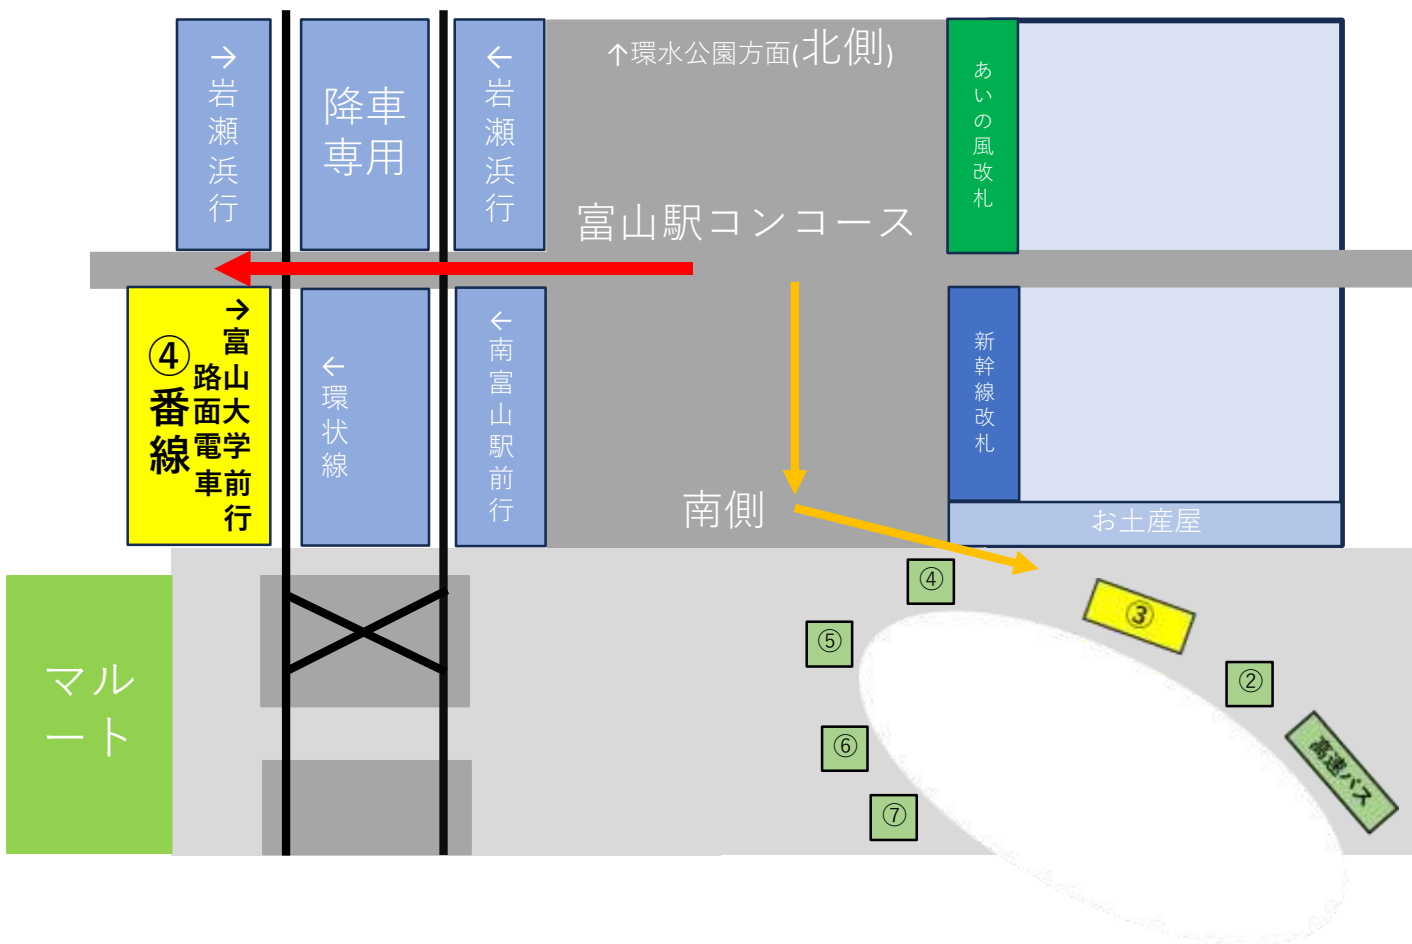 →岩瀬浜行
降車
専用
←岩瀬浜行
↑環水公園方面(北側)
あいの風改札
富山駅コンコース
④番線
→富山大学前行
路面電車
←環状線
←南富山駅前行
新幹線改札
南側
お土産屋
④
③
⑤
②
マル
ート
⑥
高速バス
⑦